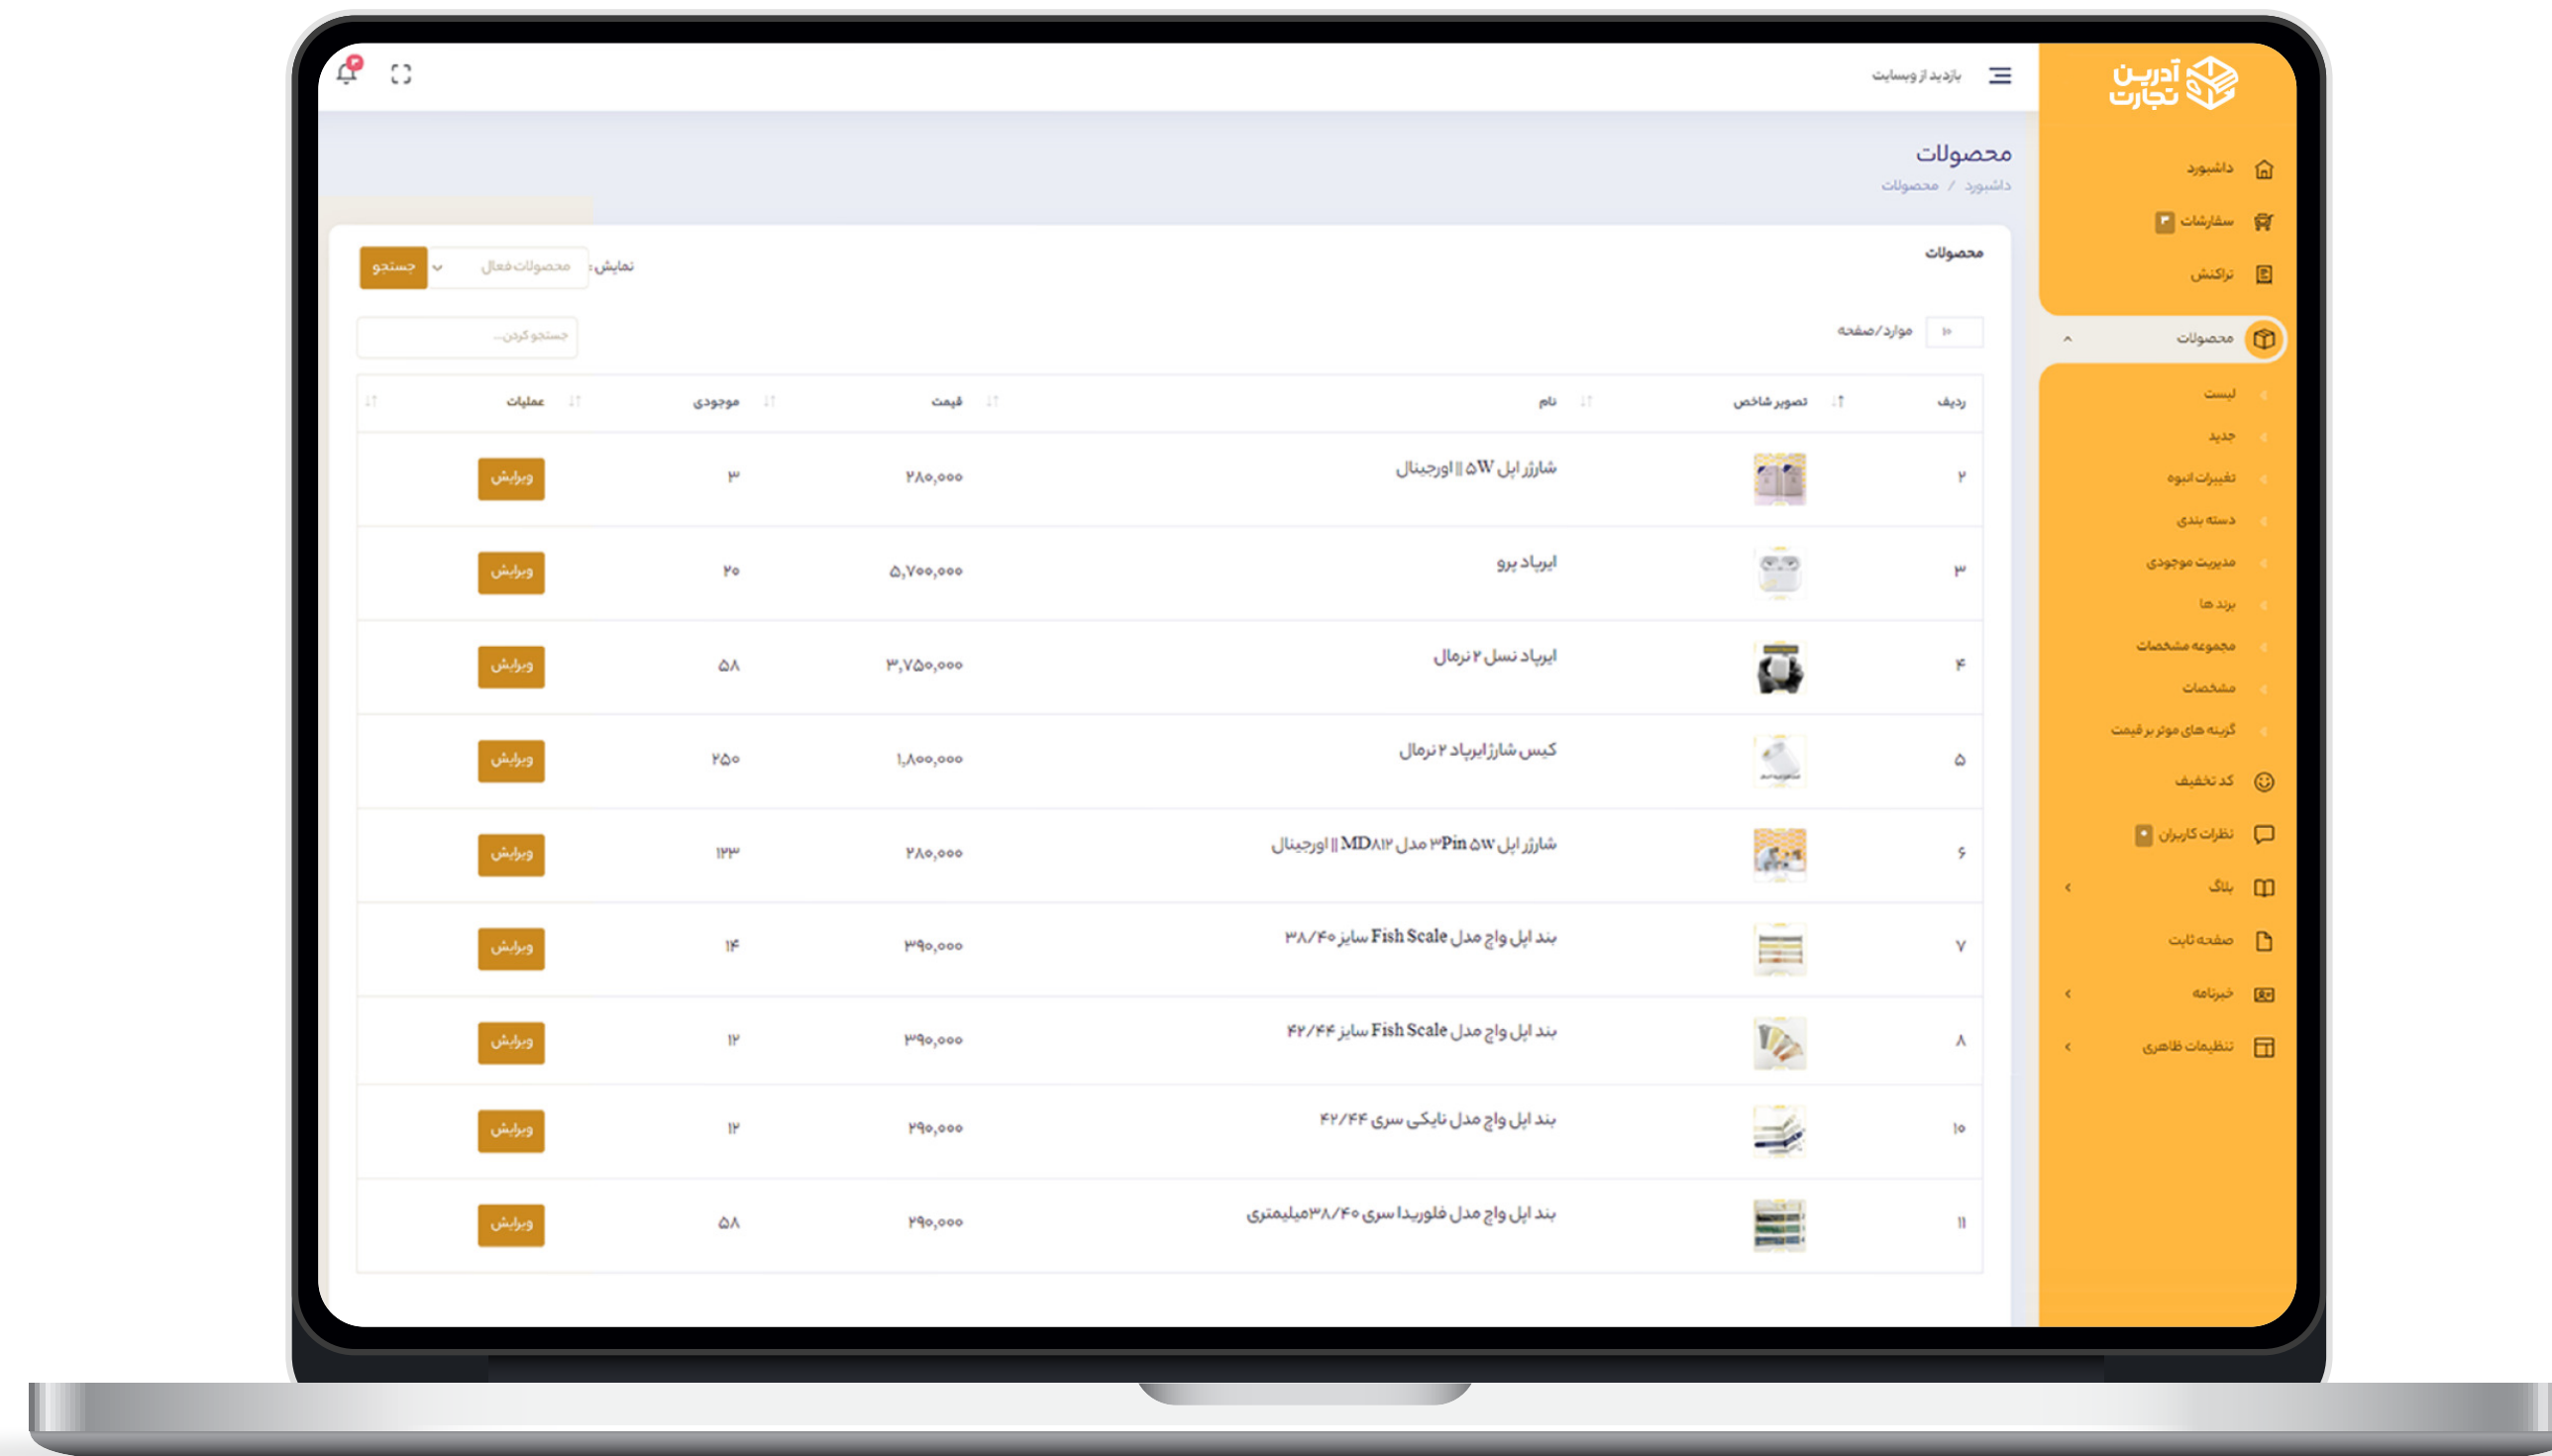 آدرین
تجارت
بازدید از وبسایت
داشبورد
سفارشات ۳
تراکنش
محصولات
لیست
جدید
تغییرات انبوه
دسته بندی
مدیریت موجودی
برند ها
مجموعه مشخصات
مشخصات
گزینه های موثر بر قیمت
کد تخفیف
نظرات کاربران ۰
بلاگ
صفحه ثابت
خبرنامه
تنظیمات ظاهری
محصولات
داشبورد / محصولات
محصولات
نمایش: محصولات فعال جستجو
۱۰ موارد/صفحه
جستجو کردن...
ردیف تصویر شاخص نام قیمت موجودی عملیات
۲ شارژر اپل ۵W || اورجینال ۲۸۰,۰۰۰ ۳ ویرایش
۳ ایرپاد پرو ۵,۷۰۰,۰۰۰ ۲۰ ویرایش
۴ ایرپاد نسل ۲ نرمال ۳,۷۵۰,۰۰۰ ۵۸ ویرایش
۵ کیس شارژ ایرپاد ۲ نرمال ۱,۸۰۰,۰۰۰ ۲۵۰ ویرایش
۶ شارژر اپل ۳Pin ۵w مدل MD۸۱۲ || اورجینال ۲۸۰,۰۰۰ ۱۲۳ ویرایش
۷ بند اپل واچ مدل Fish Scale سایز ۳۸/۴۰ ۳۹۰,۰۰۰ ۱۴ ویرایش
۸ بند اپل واچ مدل Fish Scale سایز ۴۲/۴۴ ۳۹۰,۰۰۰ ۱۲ ویرایش
۱۰ بند اپل واچ مدل نایکی سری ۴۲/۴۴ ۲۹۰,۰۰۰ ۱۲ ویرایش
۱۱ بند اپل واچ مدل فلوریدا سری ۳۸/۴۰میلیمتری ۲۹۰,۰۰۰ ۵۸ ویرایش